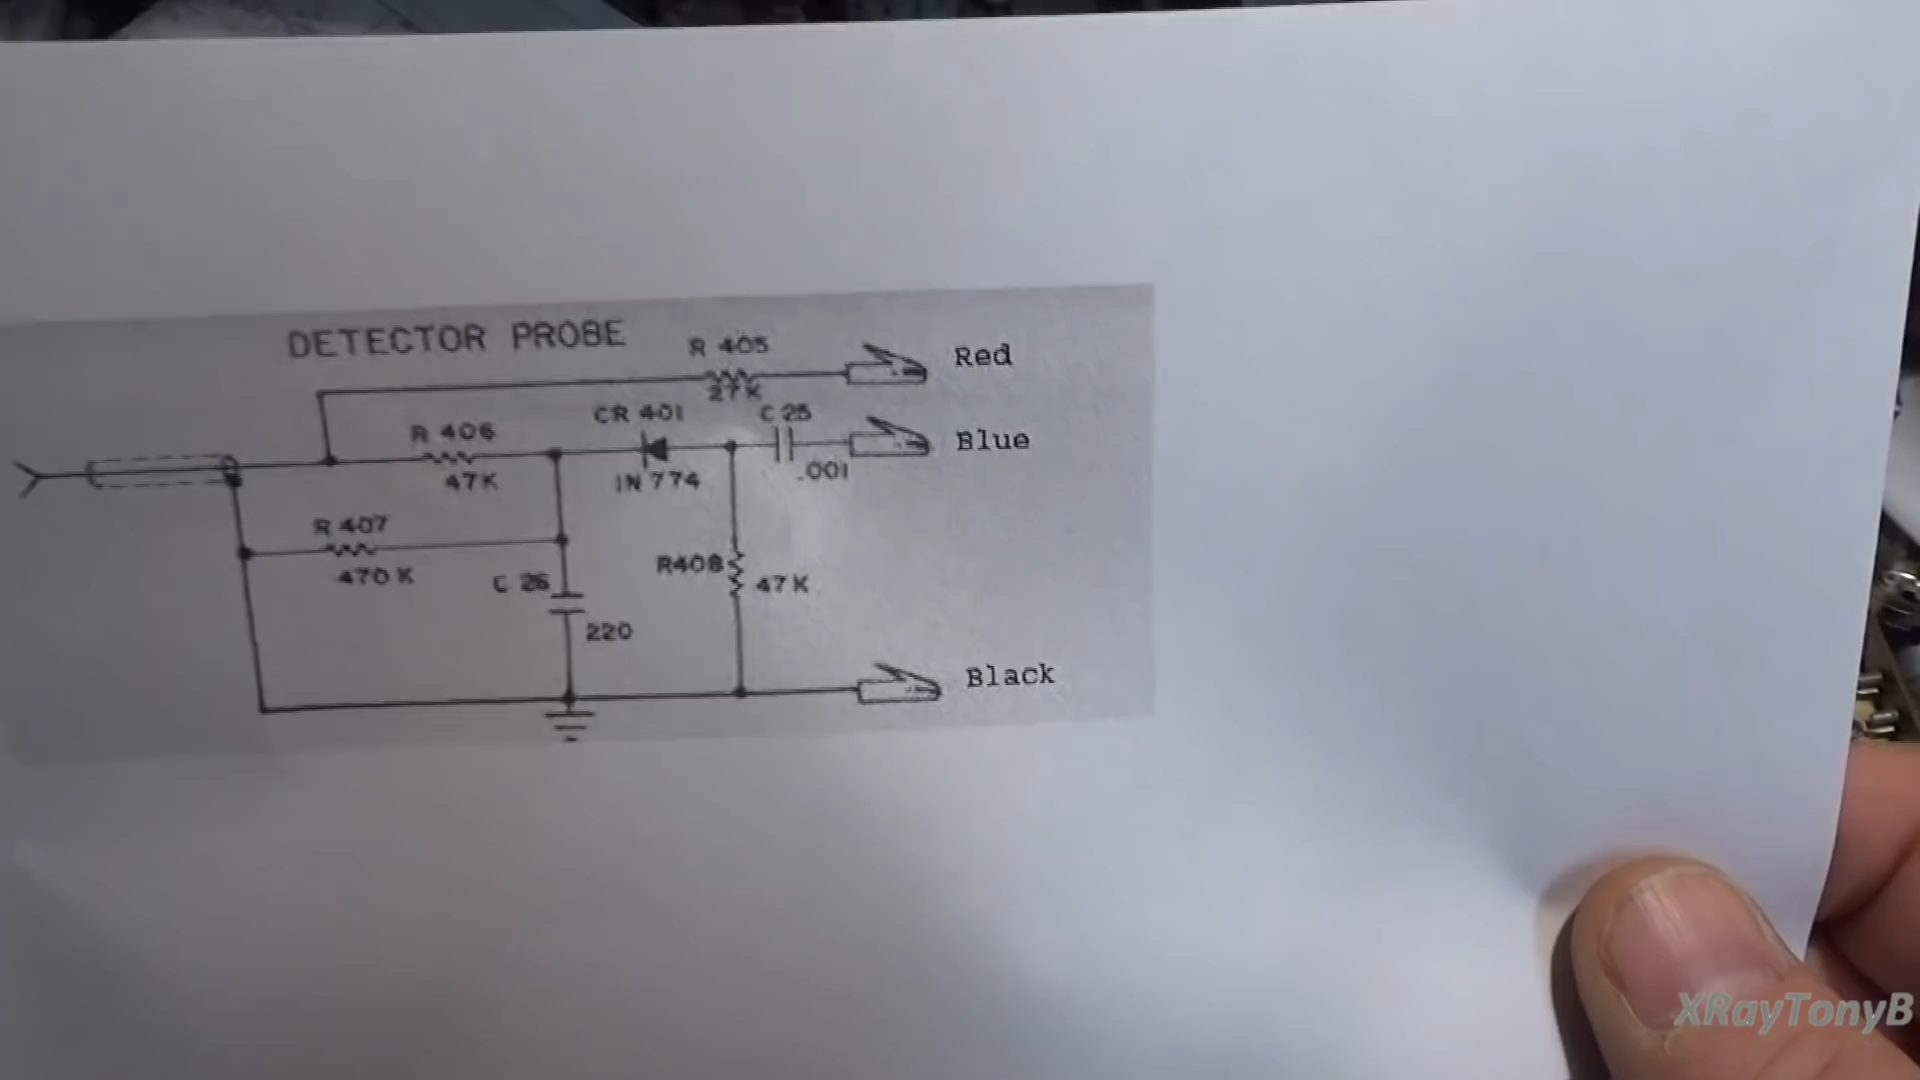 DETECTOR PROBE
R 405
27K
Red
R 406
47K
CR 401
IN 774
C 25
.001
Blue
R 407
470 K
C 26
220
R408
47K
Black
XRayTonyB